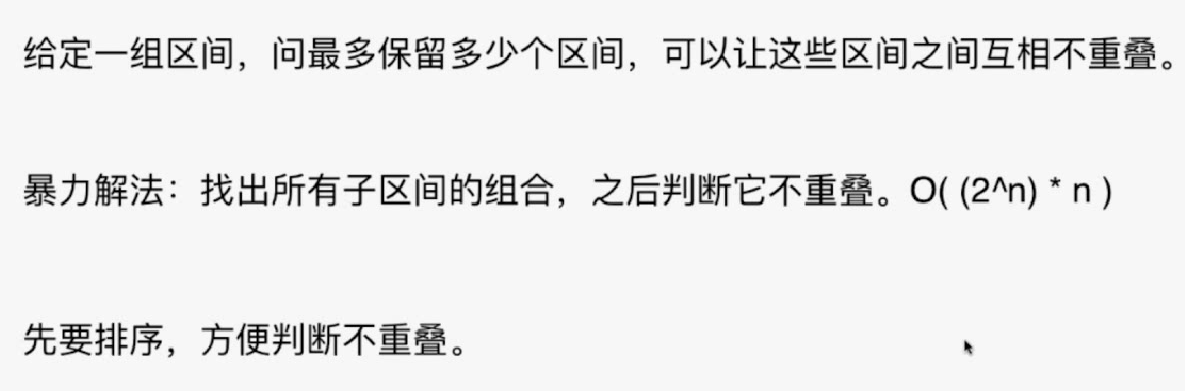 给定一组区间，问最多保留多少个区间，可以让这些区间之间互相不重叠。
暴力解法：找出所有子区间的组合，之后判断它不重叠。O( (2^n) * n )
先要排序，方便判断不重叠。